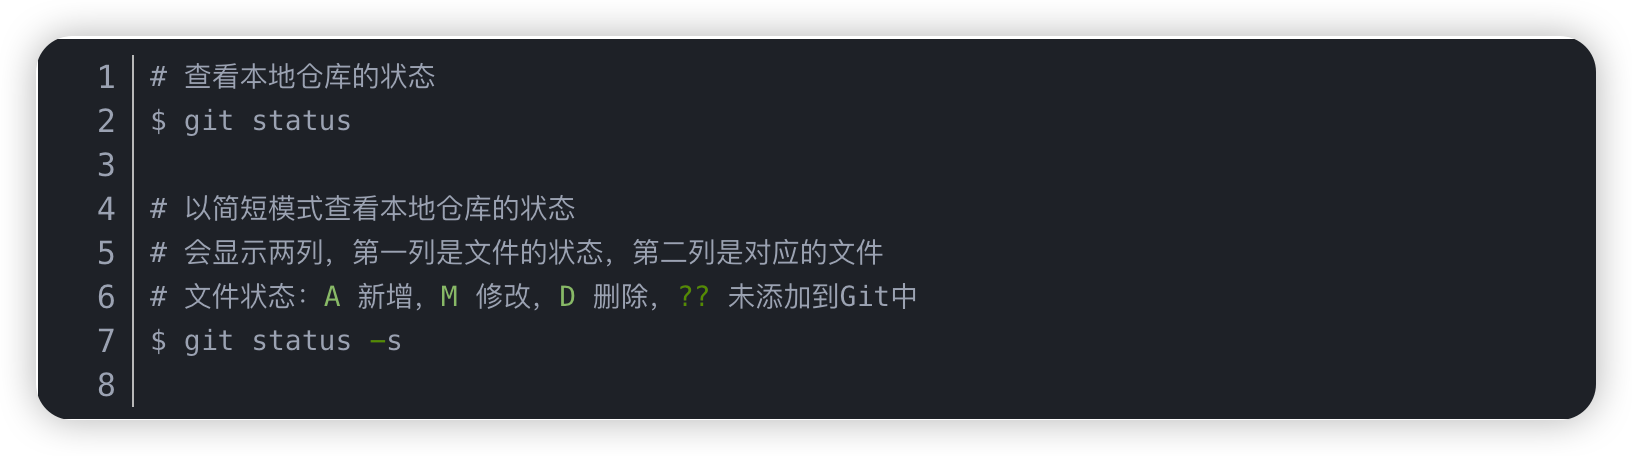 1 # 查看本地仓库的状态
2 $ git status
3
4 # 以简短模式查看本地仓库的状态
5 # 会显示两列，第一列是文件的状态，第二列是对应的文件
6 # 文件状态：A 新增，M 修改，D 删除，?? 未添加到Git中
7 $ git status -s
8